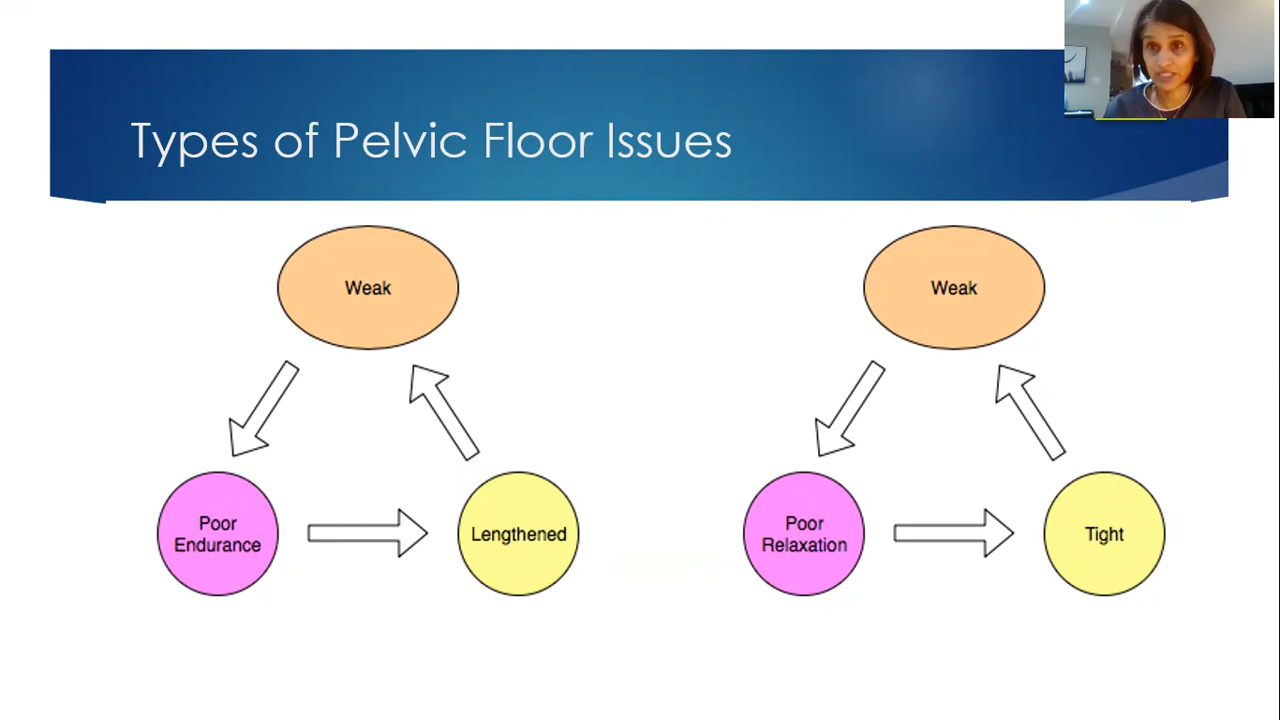 Types of Pelvic Floor Issues
Weak
Weak
Poor
Endurance
Lengthened
Poor
Relaxation
Tight